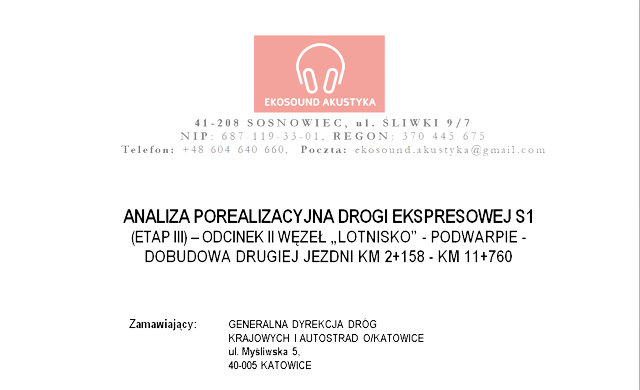 EKOSOUND AKUSTYKA
41-208 SOSNOWIEC, ul. ŚLIWKI 9/7
NIP: 687-119-33-01, REGON: 370 445 675
Telefon: +48 604 640 660, Poczta: ekosound.akustyka@gmail.com
ANALIZA POREALIZACYJNA DROGI EKSPRESOWEJ S1
(ETAP III) – ODCINEK II WĘZEŁ „LOTNISKO” - PODWARPIE -
DOBUDOWA DRUGIEJ JEZDNI KM 2+158 - KM 11+760
Zamawiający: GENERALNA DYREKCJA DRÓG
KRAJOWYCH I AUTOSTRAD O/KATOWICE
ul. Myśliwska 5,
40-005 KATOWICE